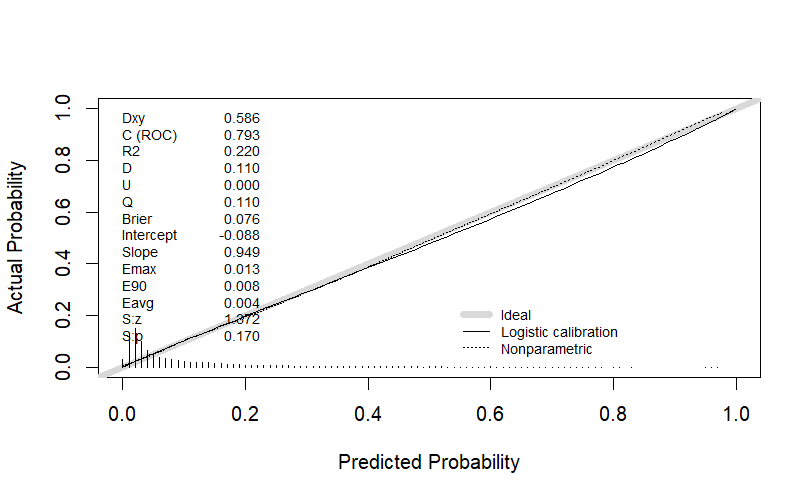 Dxy 0.586
C (ROC) 0.793
R2 0.220
D 0.110
U 0.000
Q 0.110
Brier 0.076
Intercept -0.088
Slope 0.949
Emax 0.013
E90 0.008
Eavg 0.004
S:z 1.372
S:p 0.170
Ideal
Logistic calibration
Nonparametric
Actual Probability
0.0
0.2
0.4
0.6
0.8
1.0
0.0 0.2 0.4 0.6 0.8 1.0
Predicted Probability